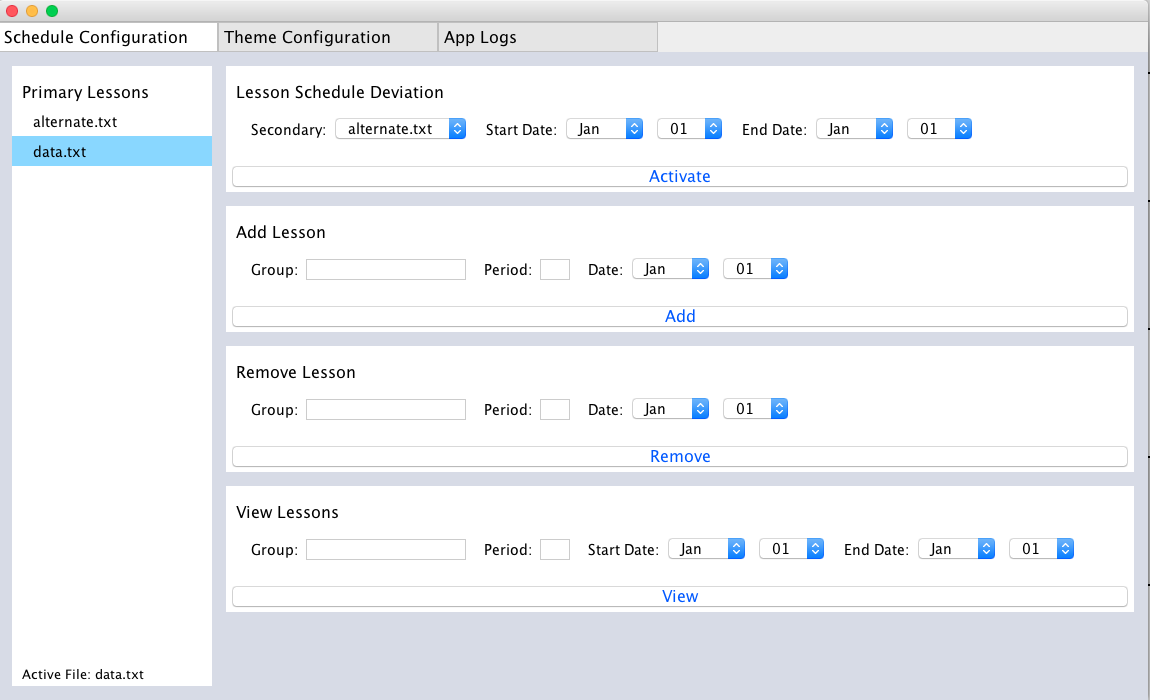 Schedule Configuration Theme Configuration App Logs
Primary Lessons
alternate.txt
data.txt
Active File: data.txt
Lesson Schedule Deviation
Secondary: alternate.txt Start Date: Jan 01 End Date: Jan 01
Activate
Add Lesson
Group: Period: Date: Jan 01
Add
Remove Lesson
Group: Period: Date: Jan 01
Remove
View Lessons
Group: Period: Start Date: Jan 01 End Date: Jan 01
View